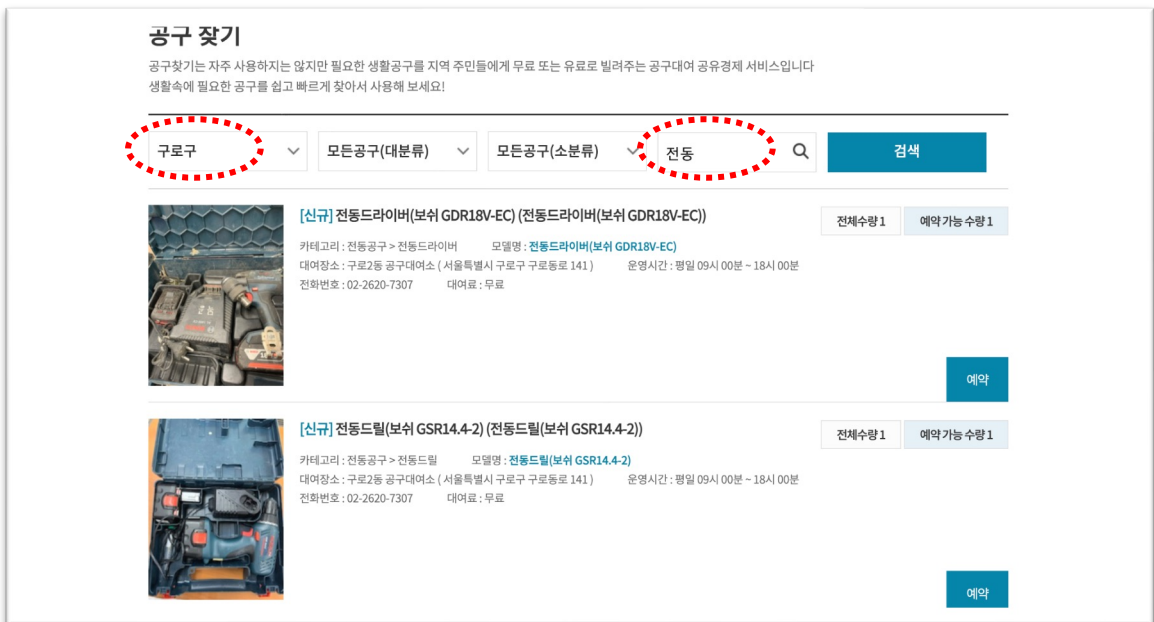 공구 찾기
공구찾기는 자주 사용하지는 않지만 필요한 생활공구를 지역 주민들에게 무료 또는 유료로 빌려주는 공구대여 공유경제 서비스입니다
생활속에 필요한 공구를 쉽고 빠르게 찾아서 사용해 보세요!
구로구 모든공구(대분류) 모든공구(소분류) 전동 검색
[신규] 전동드라이버(보쉬 GDR18V-EC) (전동드라이버(보쉬 GDR18V-EC)) 전체수량 1 예약 가능 수량 1
카테고리 : 전동공구 > 전동드라이버 모델명 : 전동드라이버(보쉬 GDR18V-EC)
대여장소 : 구로2동 공구대여소 ( 서울특별시 구로구 구로동로 141 ) 운영시간 : 평일 09시 00분 ~ 18시 00분
전화번호 : 02-2620-7307 대여료 : 무료
예약
[신규] 전동드릴(보쉬 GSR14.4-2) (전동드릴(보쉬 GSR14.4-2)) 전체수량 1 예약 가능 수량 1
카테고리 : 전동공구 > 전동드릴 모델명 : 전동드릴(보쉬 GSR14.4-2)
대여장소 : 구로2동 공구대여소 ( 서울특별시 구로구 구로동로 141 ) 운영시간 : 평일 09시 00분 ~ 18시 00분
전화번호 : 02-2620-7307 대여료 : 무료
예약